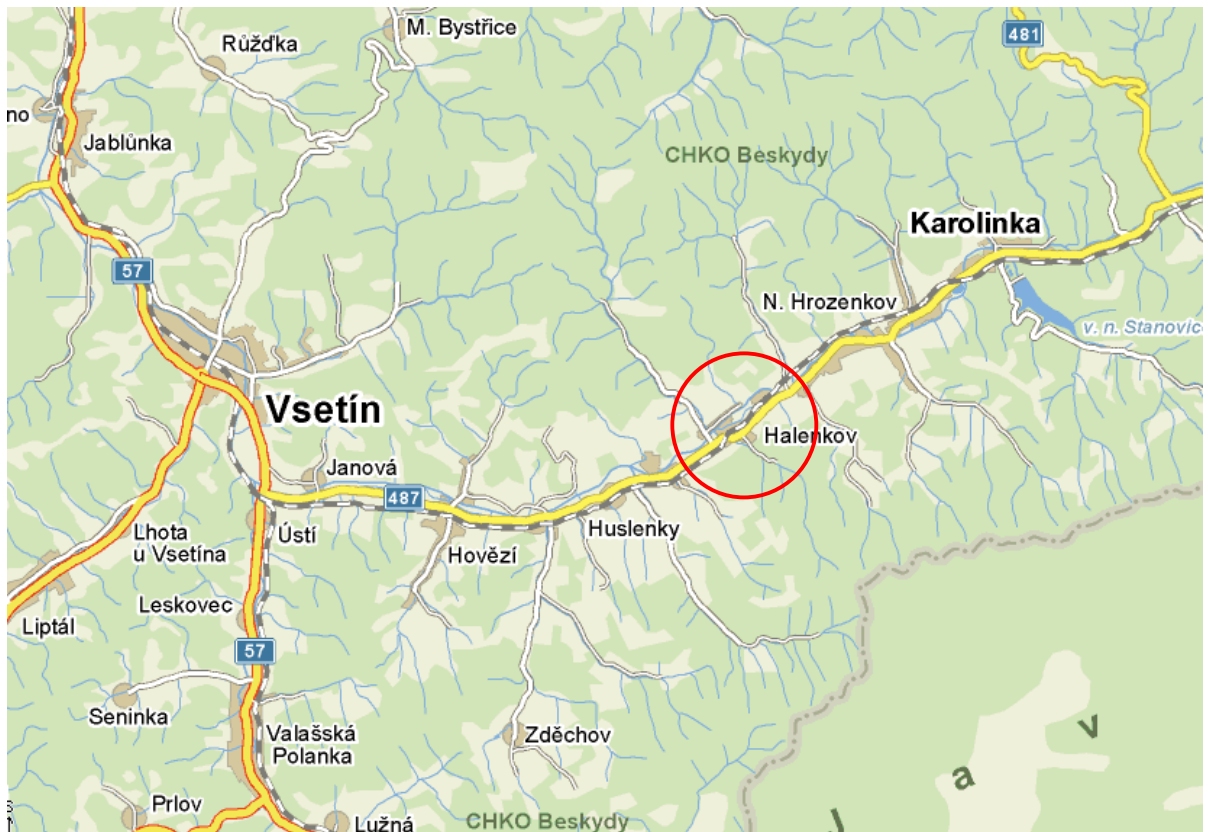 M. Bystřice
Růžďka
481
no
Jablůnka
CHKO Beskydy
Karolinka
57
N. Hrozenkov
v. n. Stanovice
Vsetín
Halenkov
Janová
487
Huslenky
Ústí
Lhota
u Vsetína
Hovězí
Leskovec
Liptál
57
Seninka
Valašská
Polanka
Zděchov
v
a
Prlov
Lužná
CHKO Beskydy